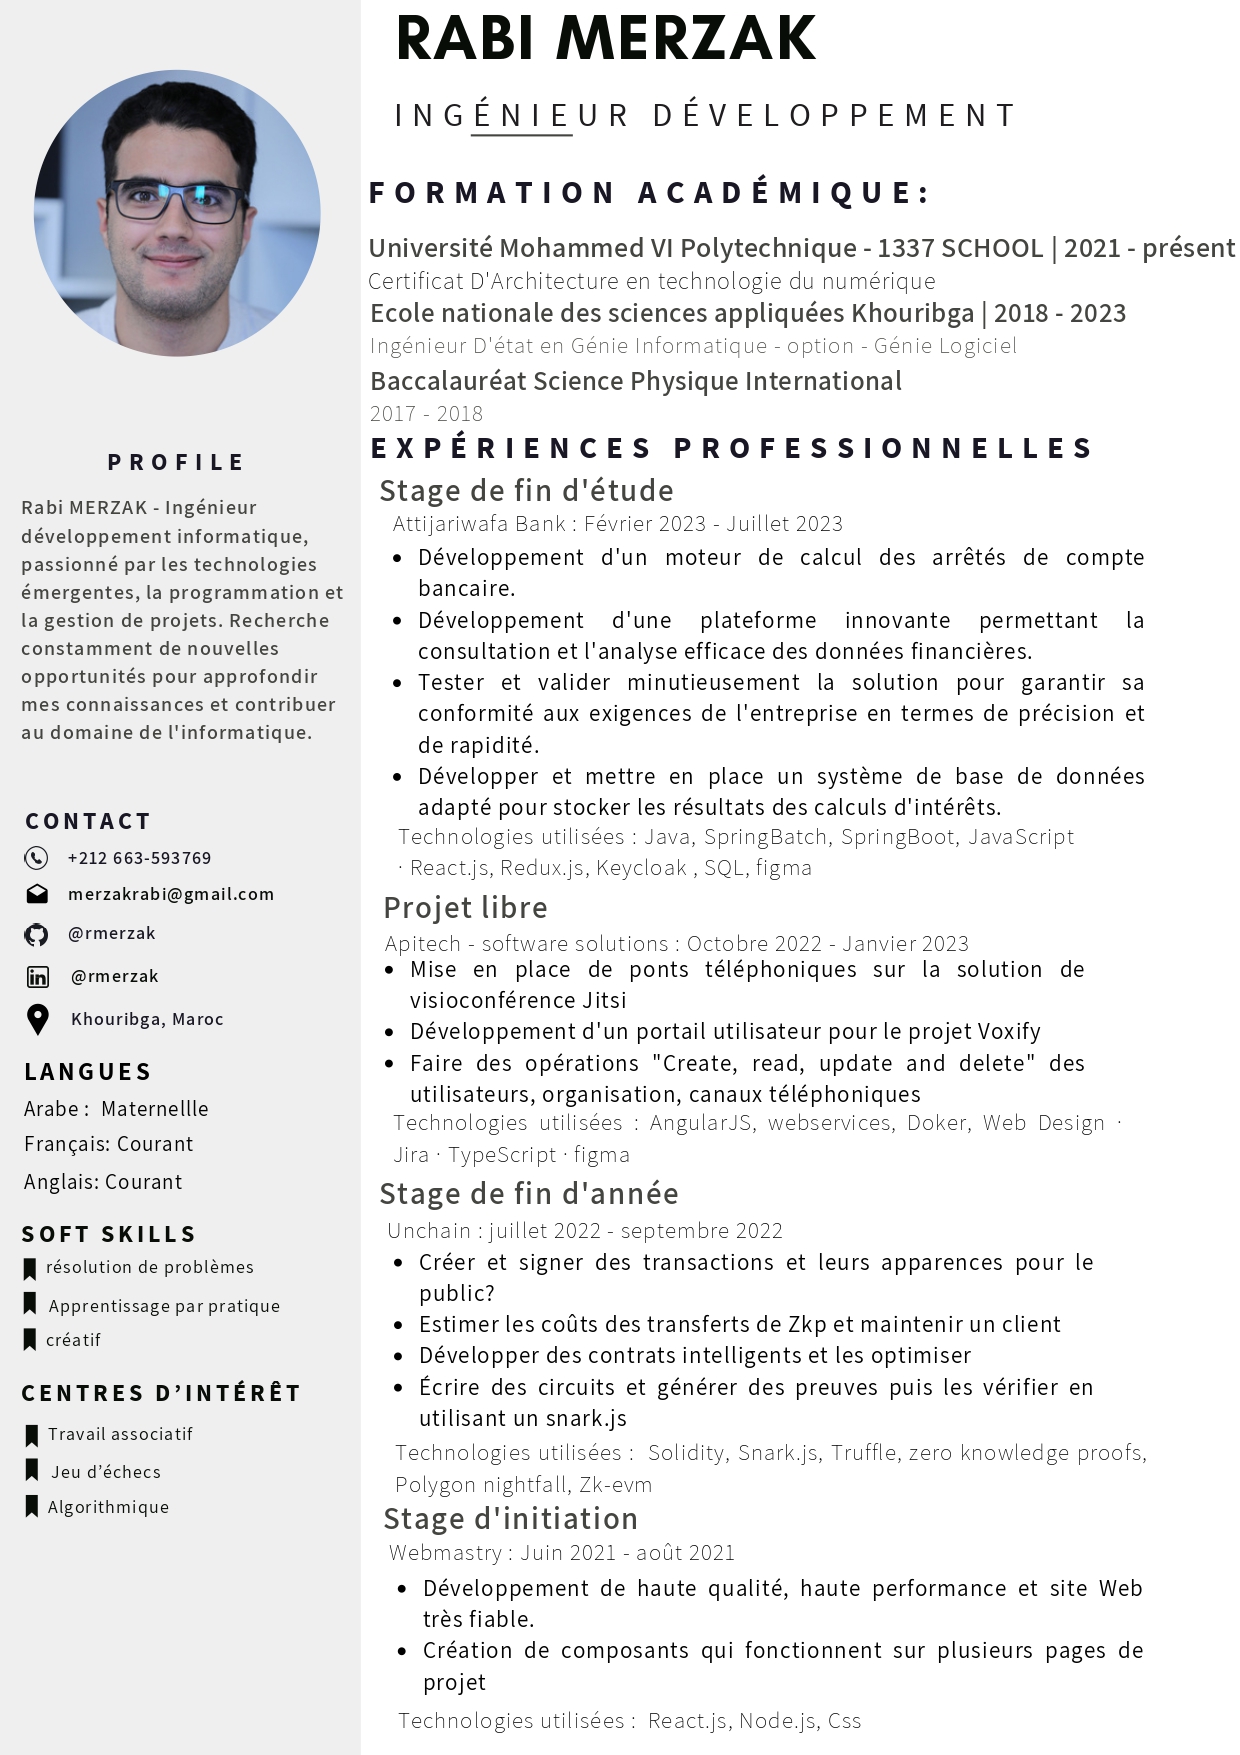 RABI MERZAK
INGÉNIEUR DÉVELOPPEMENT
FORMATION ACADÉMIQUE:
Université Mohammed VI Polytechnique - 1337 SCHOOL | 2021 - présent
Certificat D'Architecture en technologie du numérique
Ecole nationale des sciences appliquées Khouribga | 2018 - 2023
Ingénieur D'état en Génie Informatique - option - Génie Logiciel
Baccalauréat Science Physique International
2017 - 2018
EXPÉRIENCES PROFESSIONNELLES
Stage de fin d'étude
Attijariwafa Bank : Février 2023 - Juillet 2023
• Développement d'un moteur de calcul des arrêtés de compte
bancaire.
• Développement d'une plateforme innovante permettant la
consultation et l'analyse efficace des données financières.
• Tester et valider minutieusement la solution pour garantir sa
conformité aux exigences de l'entreprise en termes de précision et
de rapidité.
• Développer et mettre en place un système de base de données
adapté pour stocker les résultats des calculs d'intérêts.
Technologies utilisées : Java, SpringBatch, SpringBoot, JavaScript
· React.js, Redux.js, Keycloak , SQL, figma
Projet libre
Apitech - software solutions : Octobre 2022 - Janvier 2023
• Mise en place de ponts téléphoniques sur la solution de
visioconférence Jitsi
• Développement d'un portail utilisateur pour le projet Voxify
• Faire des opérations "Create, read, update and delete" des
utilisateurs, organisation, canaux téléphoniques
Technologies utilisées : AngularJS, webservices, Doker, Web Design ·
Jira · TypeScript · figma
Stage de fin d'année
Unchain : juillet 2022 - septembre 2022
• Créer et signer des transactions et leurs apparences pour le
public?
• Estimer les coûts des transferts de Zkp et maintenir un client
• Développer des contrats intelligents et les optimiser
• Écrire des circuits et générer des preuves puis les vérifier en
utilisant un snark.js
Technologies utilisées : Solidity, Snark.js, Truffle, zero knowledge proofs,
Polygon nightfall, Zk-evm
Stage d'initiation
Webmastry : Juin 2021 - août 2021
• Développement de haute qualité, haute performance et site Web
très fiable.
• Création de composants qui fonctionnent sur plusieurs pages de
projet
Technologies utilisées : React.js, Node.js, Css
PROFILE
Rabi MERZAK - Ingénieur
développement informatique,
passionné par les technologies
émergentes, la programmation et
la gestion de projets. Recherche
constamment de nouvelles
opportunités pour approfondir
mes connaissances et contribuer
au domaine de l'informatique.
CONTACT
+212 663-593769
merzakrabi@gmail.com
@rmerzak
@rmerzak
Khouribga, Maroc
LANGUES
Arabe : Maternellle
Français: Courant
Anglais: Courant
SOFT SKILLS
résolution de problèmes
Apprentissage par pratique
créatif
CENTRES D’INTÉRÊT
Travail associatif
Jeu d’échecs
Algorithmique